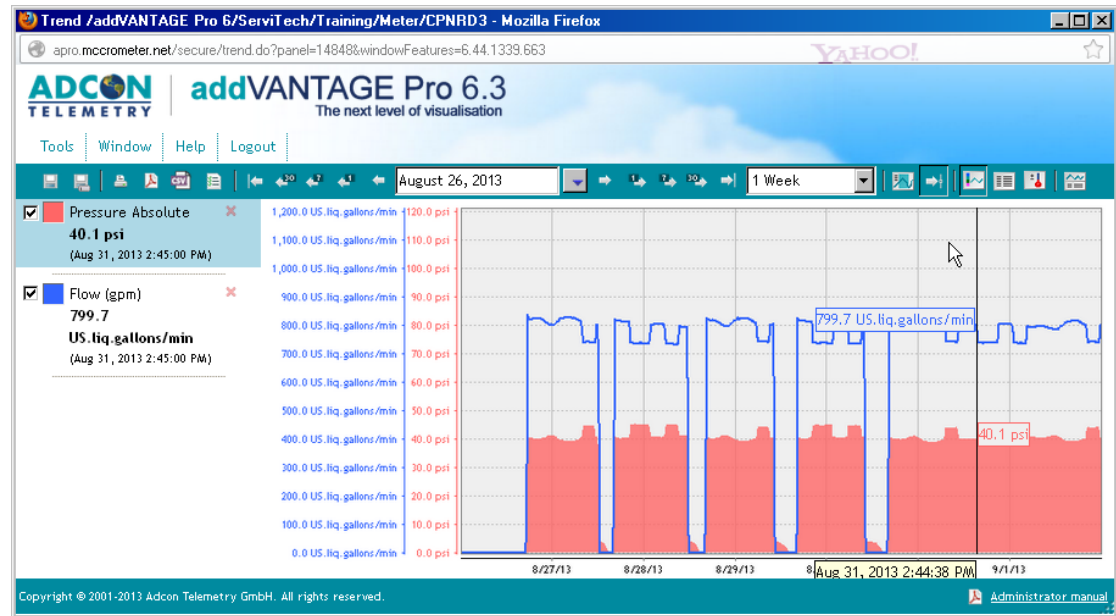 Trend /addVANTAGE Pro 6/ServiTech/Training/Meter/CPNRD3 - Mozilla Firefox
apro.mccrometer.net/secure/trend.do?panel=14848&windowFeatures=6.44.1339.663
YAHOO!
ADCON
TELEMETRY
addVANTAGE Pro 6.3
The next level of visualisation
Tools Window Help Logout
CSV 30 7 1 August 26, 2013 1 7 30 1 Week
Pressure Absolute
40.1 psi
(Aug 31, 2013 2:45:00 PM)
Flow (gpm)
799.7
US.liq.gallons/min
(Aug 31, 2013 2:45:00 PM)
1,200.0 US.liq.gallons/min 120.0 psi
1,100.0 US.liq.gallons/min 110.0 psi
1,000.0 US.liq.gallons/min 100.0 psi
900.0 US.liq.gallons/min 90.0 psi
800.0 US.liq.gallons/min 80.0 psi
700.0 US.liq.gallons/min 70.0 psi
600.0 US.liq.gallons/min 60.0 psi
500.0 US.liq.gallons/min 50.0 psi
400.0 US.liq.gallons/min 40.0 psi
300.0 US.liq.gallons/min 30.0 psi
200.0 US.liq.gallons/min 20.0 psi
100.0 US.liq.gallons/min 10.0 psi
0.0 US.liq.gallons/min 0.0 psi
799.7 US.liq.gallons/min
40.1 psi
8/27/13 8/28/13 8/29/13 8 Aug 31, 2013 2:44:38 PM 9/1/13
Copyright © 2001-2013 Adcon Telemetry GmbH. All rights reserved.
Administrator manual